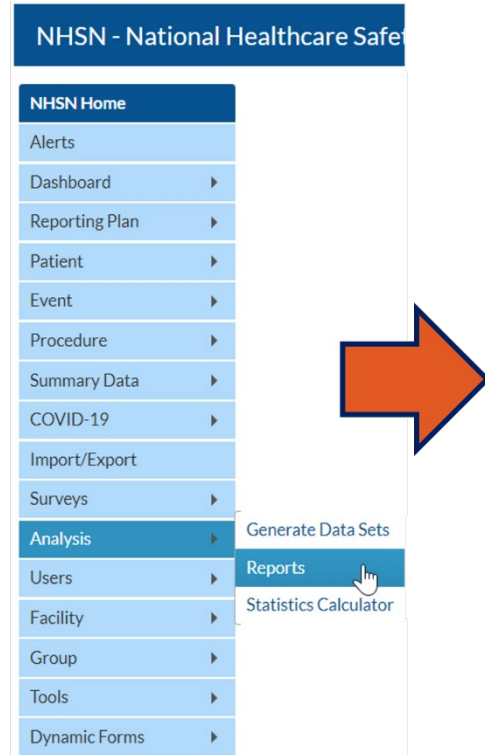 NHSN - National Healthcare
NHSN Home
Alerts
Dashboard
Reporting Plan
Patient
Event
Procedure
Summary Data
COVID-19
Import/Export
Surveys
Analysis
Generate Data Sets
Reports
Statistics Calculator
Users
Facility
Group
Tools
Dynamic Forms